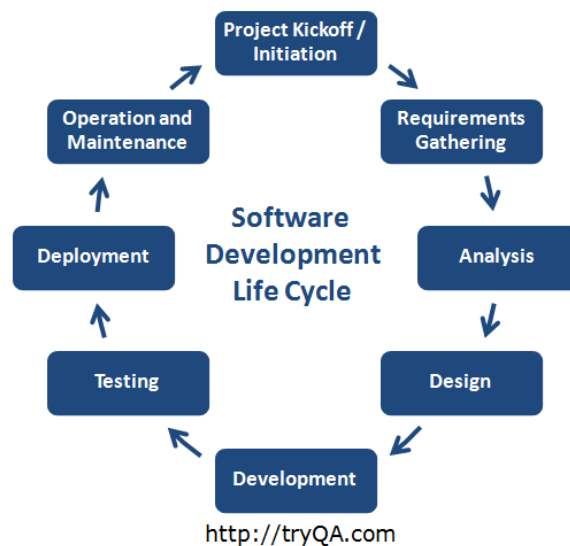 Project Kickoff /
Initiation
Requirements
Gathering
Analysis
Design
Development
Testing
Deployment
Operation and
Maintenance
Software
Development
Life Cycle
http://tryQA.com